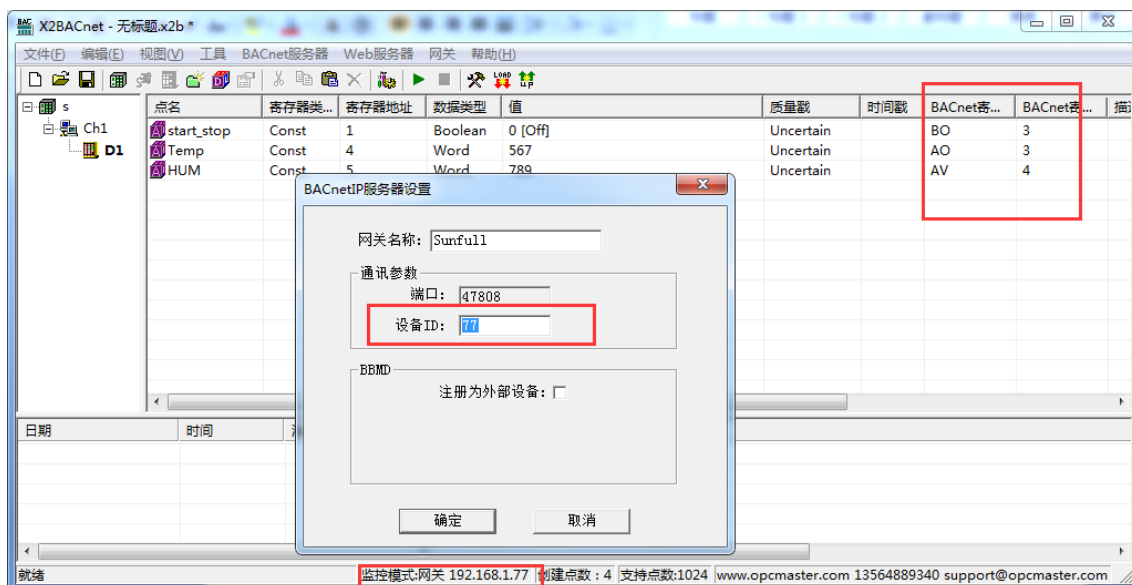 X2BACnet - 无标题.x2b *
文件(F) 编辑(E) 视图(V) 工具 BACnet服务器 Web服务器 网关 帮助(H)
s
Ch1
D1
点名 寄存器类... 寄存器地址 数据类型 值 质量戳 时间戳 BACnet寄... BACnet寄...
start_stop Const 1 Boolean 0 [Off] Uncertain BO 3
Temp Const 4 Word 567 Uncertain AO 3
HUM Const 5 Word 789 Uncertain AV 4
BACnetIP服务器设置
网关名称: Sunfull
通讯参数
端口: 47808
设备ID: 77
BBMD
注册为外部设备:
确定 取消
日期 时间
就绪 监控模式:网关 192.168.1.77 创建点数:4 支持点数:1024 www.opcmaster.com 13564889340 support@opcmaster.com